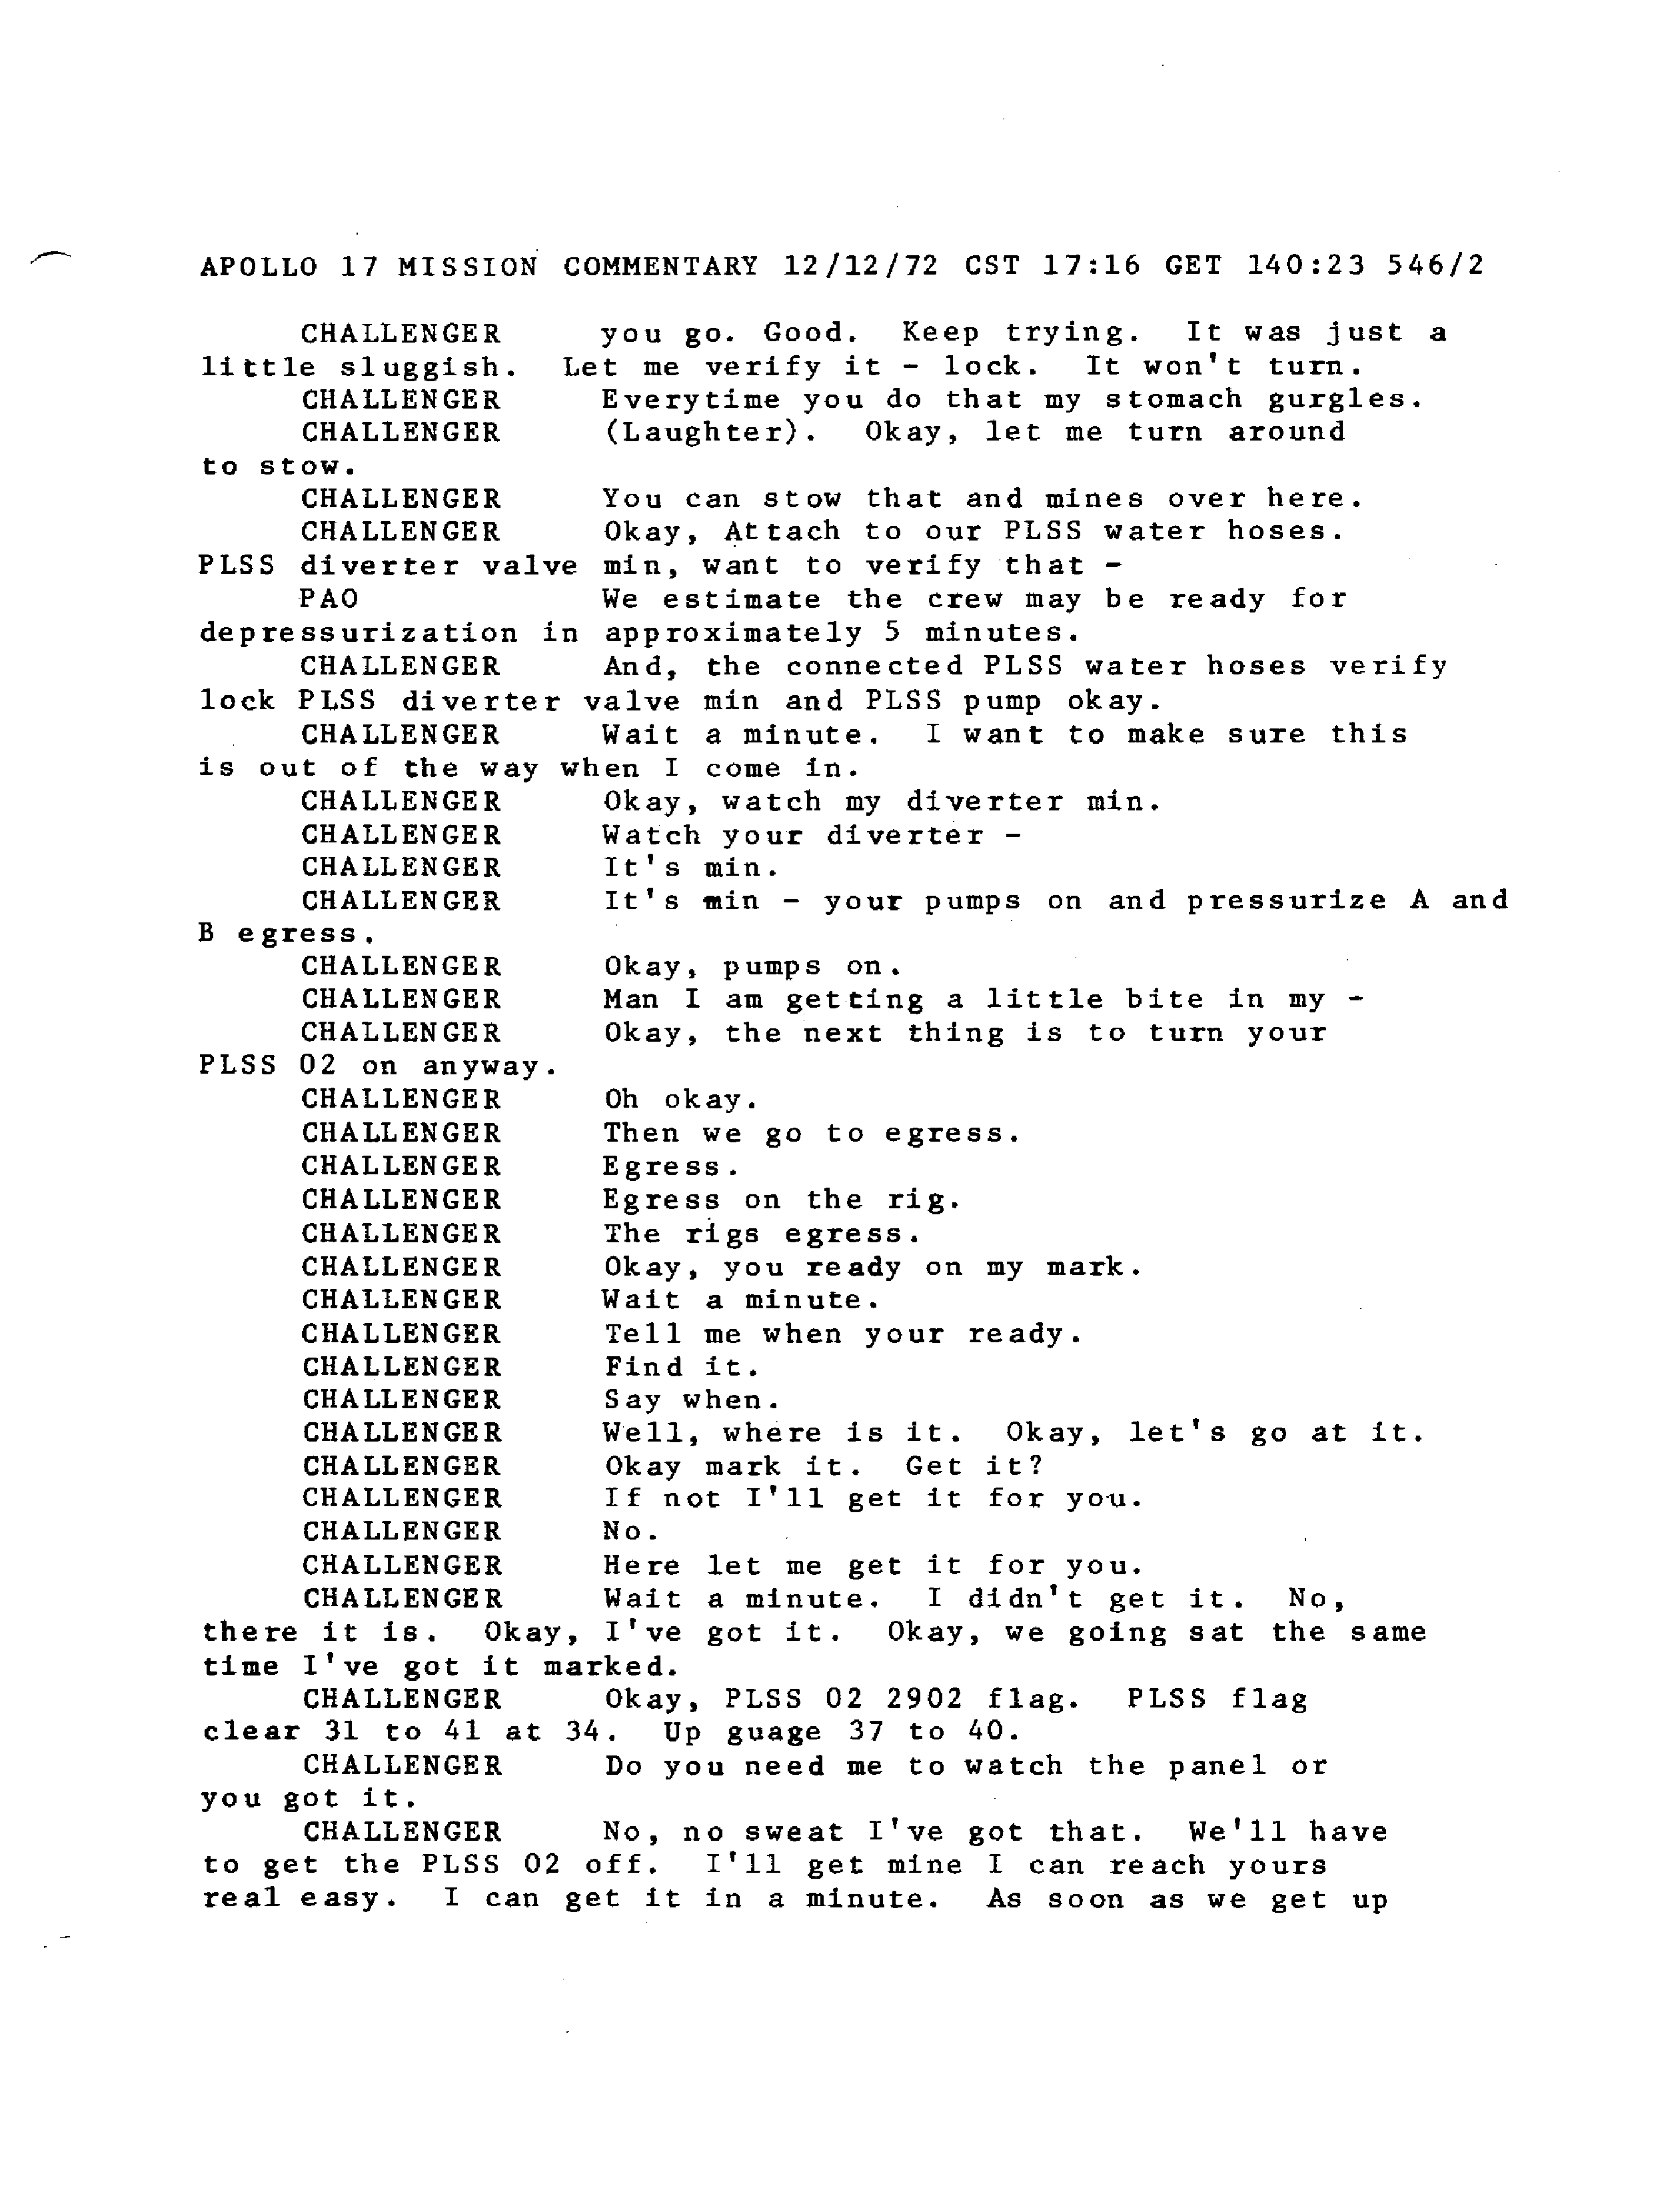 APOLLO 17 MISSION COMMENTARY 12/12/72 CST 17:16 GET 140:23 546/2
CHALLENGER you go. Good. Keep trying. It was just a
little sluggish. Let me verify it - lock. It won't turn.
CHALLENGER Everytime you do that my stomach gurgles.
CHALLENGER (Laughter). Okay, let me turn around
to stow.
CHALLENGER You can stow that and mines over here.
CHALLENGER Okay, Attach to our PLSS water hoses.
PLSS diverter valve min, want to verify that -
PAO We estimate the crew may be ready for
depressurization in approximately 5 minutes.
CHALLENGER And, the connected PLSS water hoses verify
lock PLSS diverter valve min and PLSS pump okay.
CHALLENGER Wait a minute. I want to make sure this
is out of the way when I come in.
CHALLENGER Okay, watch my diverter min.
CHALLENGER Watch your diverter -
CHALLENGER It's min.
CHALLENGER It's min - your pumps on and pressurize A and
B egress.
CHALLENGER Okay, pumps on.
CHALLENGER Man I am getting a little bite in my -
CHALLENGER Okay, the next thing is to turn your
PLSS 02 on anyway.
CHALLENGER Oh okay.
CHALLENGER Then we go to egress.
CHALLENGER Egress.
CHALLENGER Egress on the rig.
CHALLENGER The rigs egress.
CHALLENGER Okay, you ready on my mark.
CHALLENGER Wait a minute.
CHALLENGER Tell me when your ready.
CHALLENGER Find it.
CHALLENGER Say when.
CHALLENGER Well, where is it. Okay, let's go at it.
CHALLENGER Okay mark it. Get it?
CHALLENGER If not I'll get it for you.
CHALLENGER No.
CHALLENGER Here let me get it for you.
CHALLENGER Wait a minute. I didn't get it. No,
there it is. Okay, I've got it. Okay, we going sat the same
time I've got it marked.
CHALLENGER Okay, PLSS 02 2902 flag. PLSS flag
clear 31 to 41 at 34. Up guage 37 to 40.
CHALLENGER Do you need me to watch the panel or
you got it.
CHALLENGER No, no sweat I've got that. We'll have
to get the PLSS 02 off. I'll get mine I can reach yours
real easy. I can get it in a minute. As soon as we get up